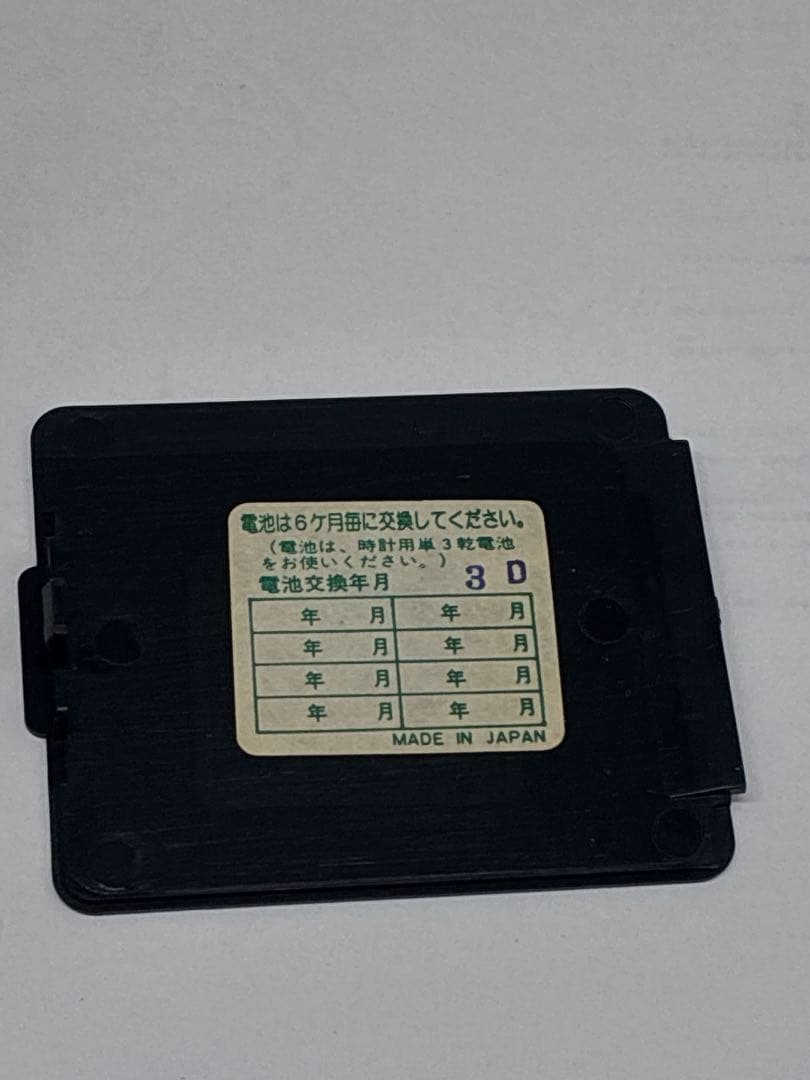 電池は6ケ月毎に交換してください。
(電池は、時計用単3乾電池
をお使いください。)
電池交換年月 3 D
年 月 年 月
年 月 年 月
年 月 年 月
年 月 年 月
MADE IN JAPAN